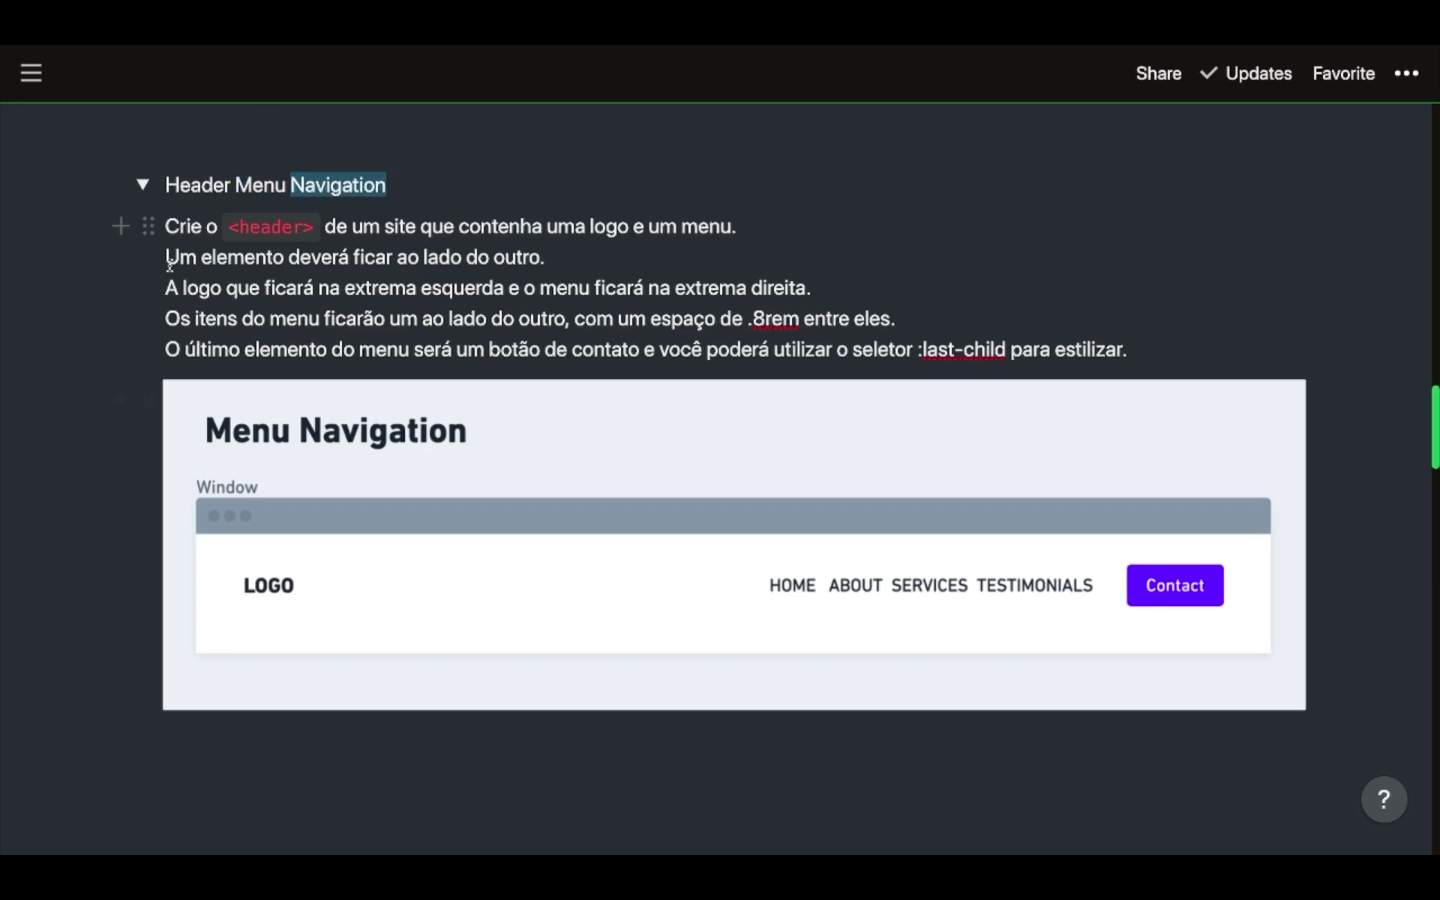 Share Updates Favorite
Header Menu Navigation
Crie o <header> de um site que contenha uma logo e um menu.
Um elemento deverá ficar ao lado do outro.
A logo que ficará na extrema esquerda e o menu ficará na extrema direita.
Os itens do menu ficarão um ao lado do outro, com um espaço de .8rem entre eles.
O último elemento do menu será um botão de contato e você poderá utilizar o seletor :last-child para estilizar.
Menu Navigation
Window
LOGO HOME ABOUT SERVICES TESTIMONIALS Contact
?